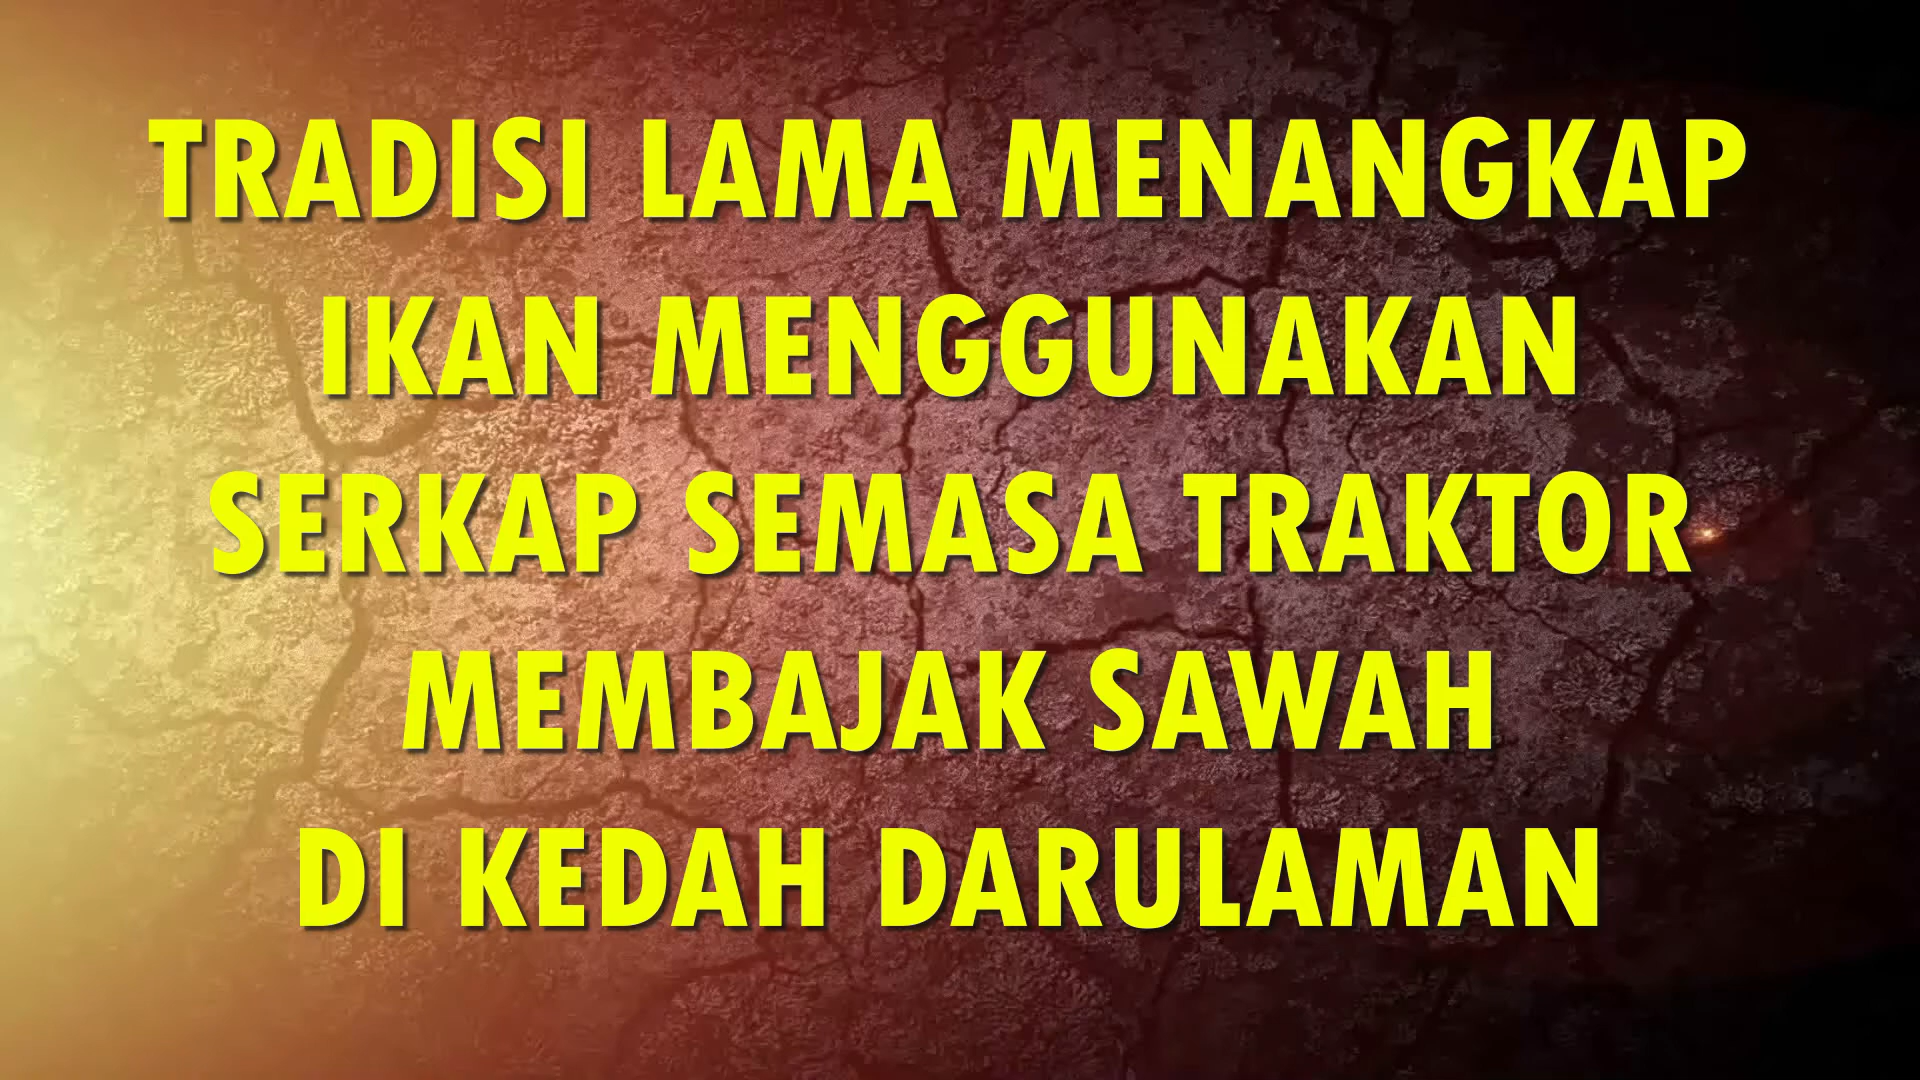 TRADISI LAMA MENANGKAP
IKAN MENGGUNAKAN
SERKAP SEMASA TRAKTOR
MEMBAJAK SAWAH
DI KEDAH DARULAMAN